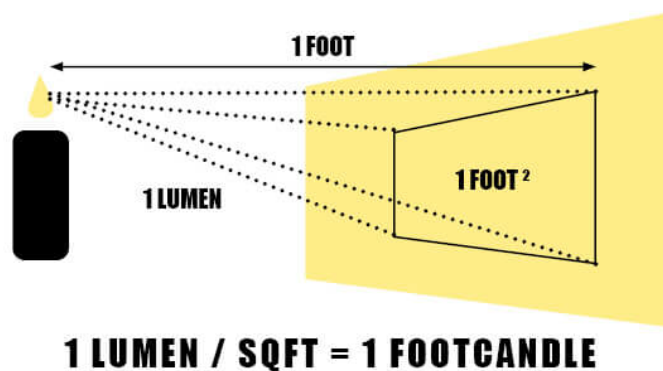 1 FOOT
1 FOOT ²
1 LUMEN
1 LUMEN / SQFT = 1 FOOTCANDLE